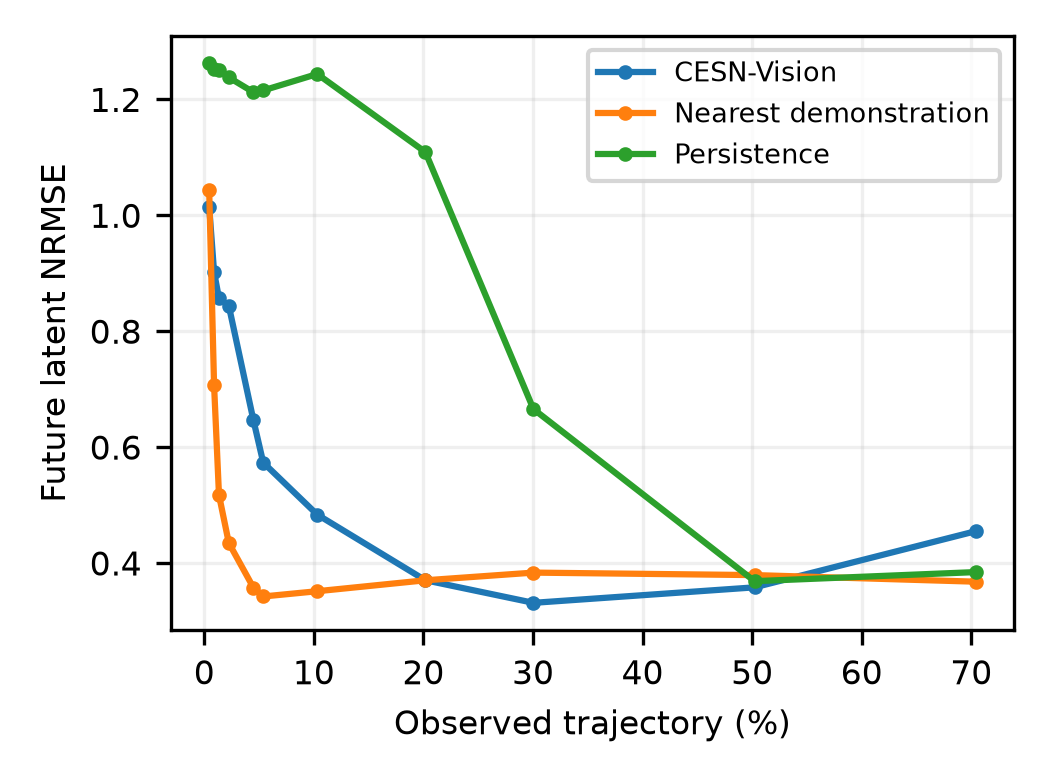 CESN-Vision
Nearest demonstration
Persistence
1.2
1.0
0.8
0.6
0.4
Future latent NRMSE
0 10 20 30 40 50 60 70
Observed trajectory (%)